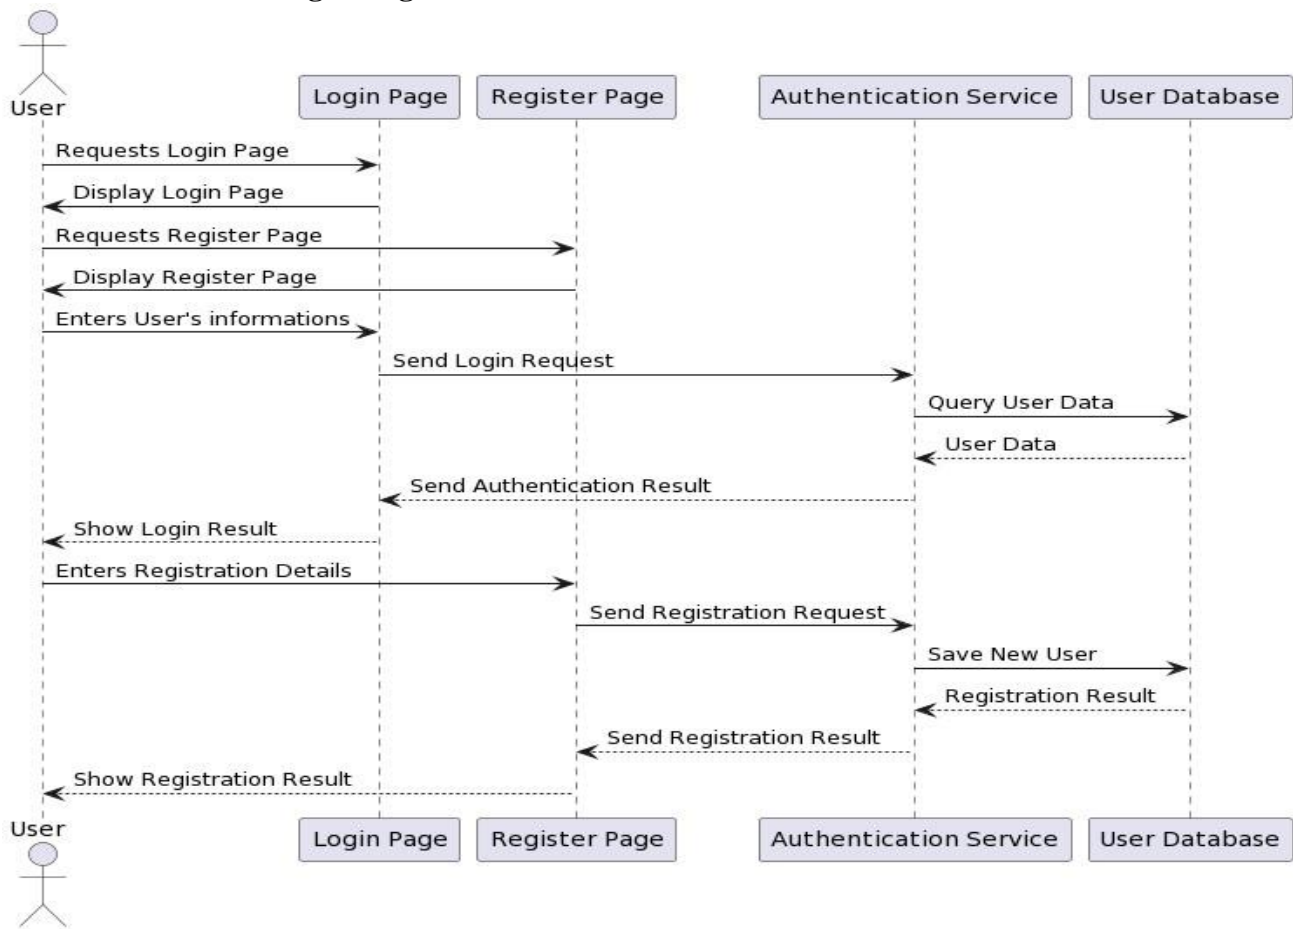 User
Login Page
Register Page
Authentication Service
User Database
Requests Login Page
Display Login Page
Requests Register Page
Display Register Page
Enters User's informations
Send Login Request
Query User Data
User Data
Send Authentication Result
Show Login Result
Enters Registration Details
Send Registration Request
Save New User
Registration Result
Send Registration Result
Show Registration Result
User
Login Page
Register Page
Authentication Service
User Database